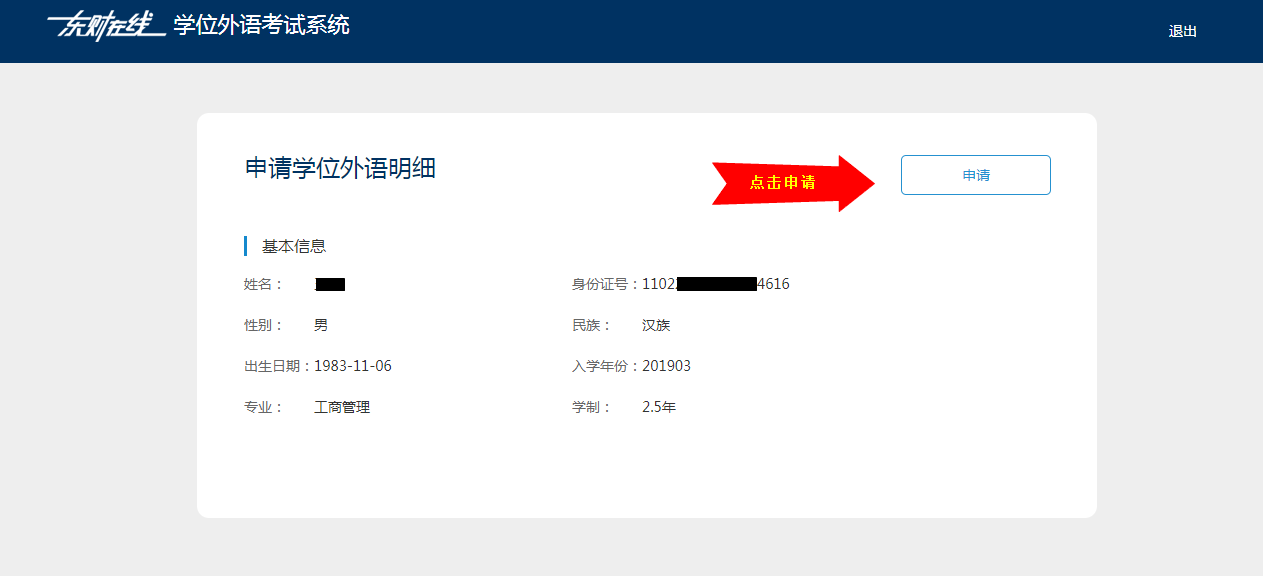 东财在线 学位外语考试系统
退出
申请学位外语明细
点击申请
申请
基本信息
姓名：
身份证号：1102 4616
性别： 男
民族： 汉族
出生日期：1983-11-06
入学年份：201903
专业： 工商管理
学制： 2.5年